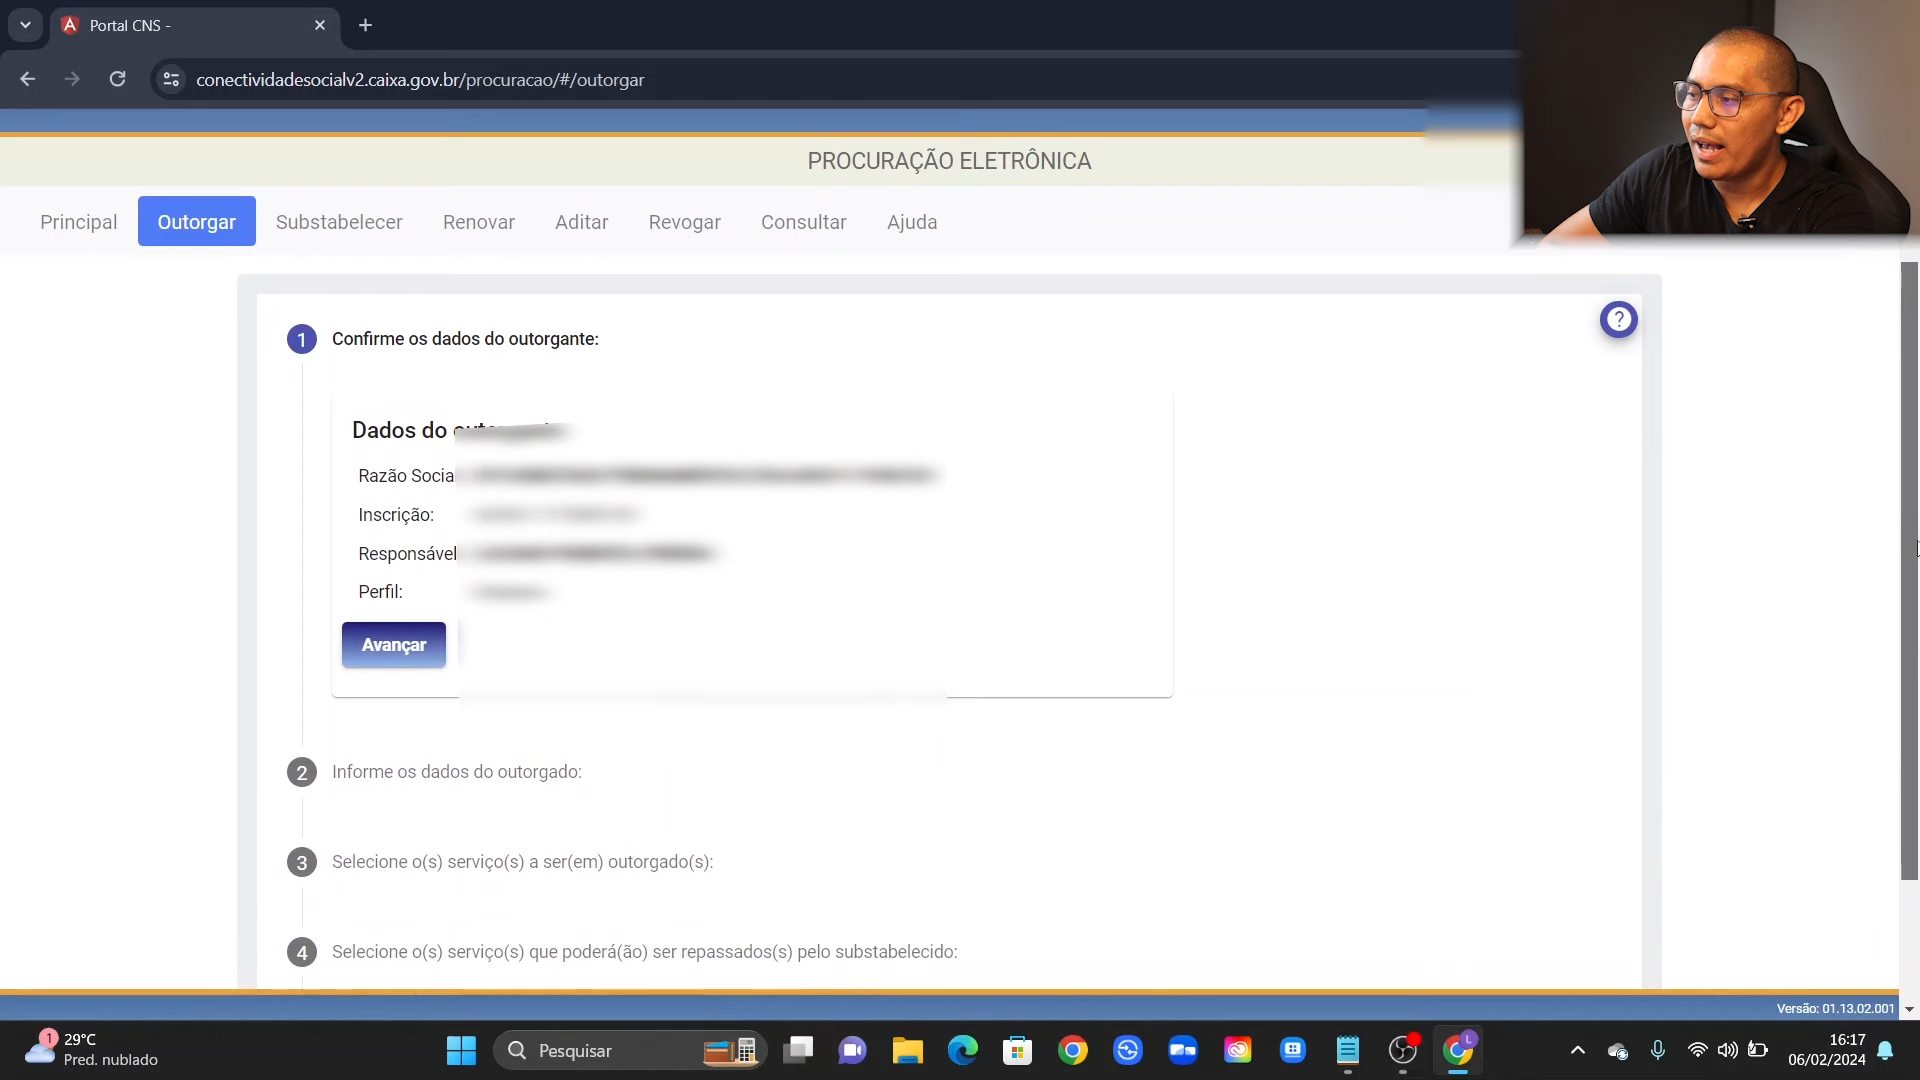 Portal CNS -
conectividadesocialv2.caixa.gov.br/procuracao/#/outorgar
PROCURAÇÃO ELETRÔNICA
Principal Outorgar Substabelecer Renovar Aditar Revogar Consultar Ajuda
1 Confirme os dados do outorgante:
?
Dados do
Razão Socia
Inscrição:
Responsável
Perfil:
Avançar
2 Informe os dados do outorgado:
3 Selecione o(s) serviço(s) a ser(em) outorgado(s):
4 Selecione o(s) serviço(s) que poderá(ão) ser repassados(s) pelo substabelecido:
Versão: 01.13.02.001
1 29°C
Pred. nublado
Pesquisar
L
16:17
06/02/2024